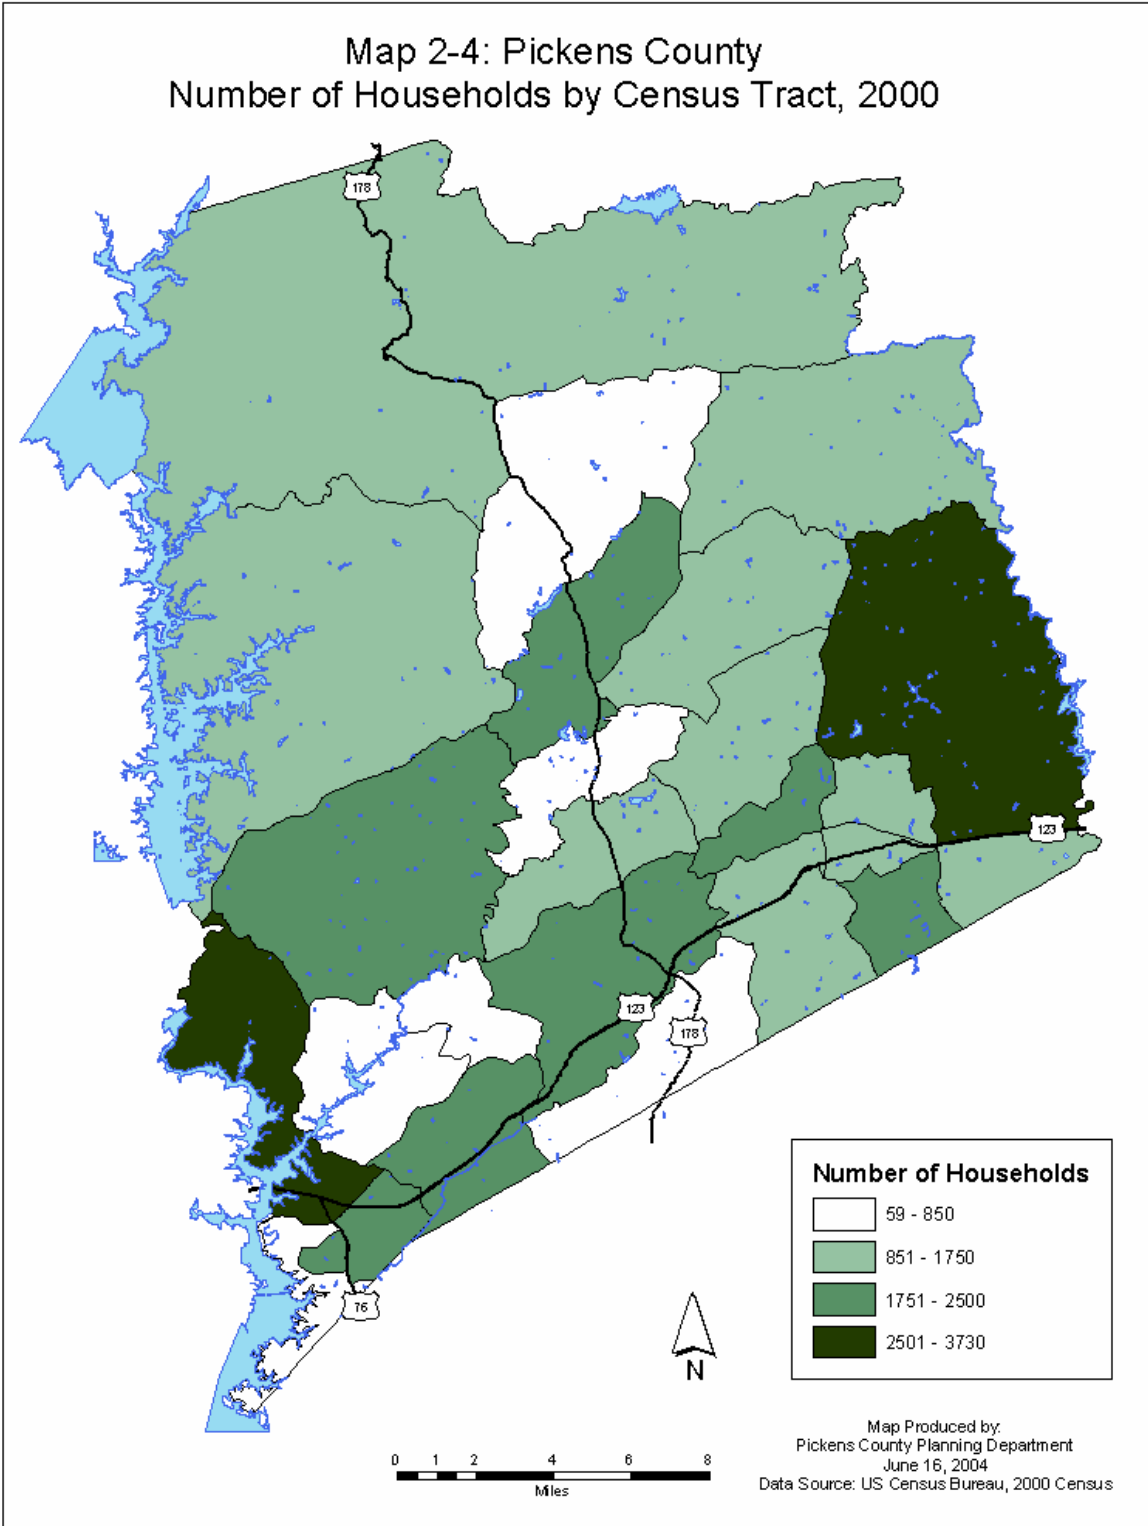 Map 2-4: Pickens County
Number of Households by Census Tract, 2000
178
123
123
178
76
Number of Households
59 - 850
851 - 1750
1751 - 2500
2501 - 3730
N
0 1 2 4 6 8
Miles
Map Produced by:
Pickens County Planning Department
June 16, 2004
Data Source: US Census Bureau, 2000 Census